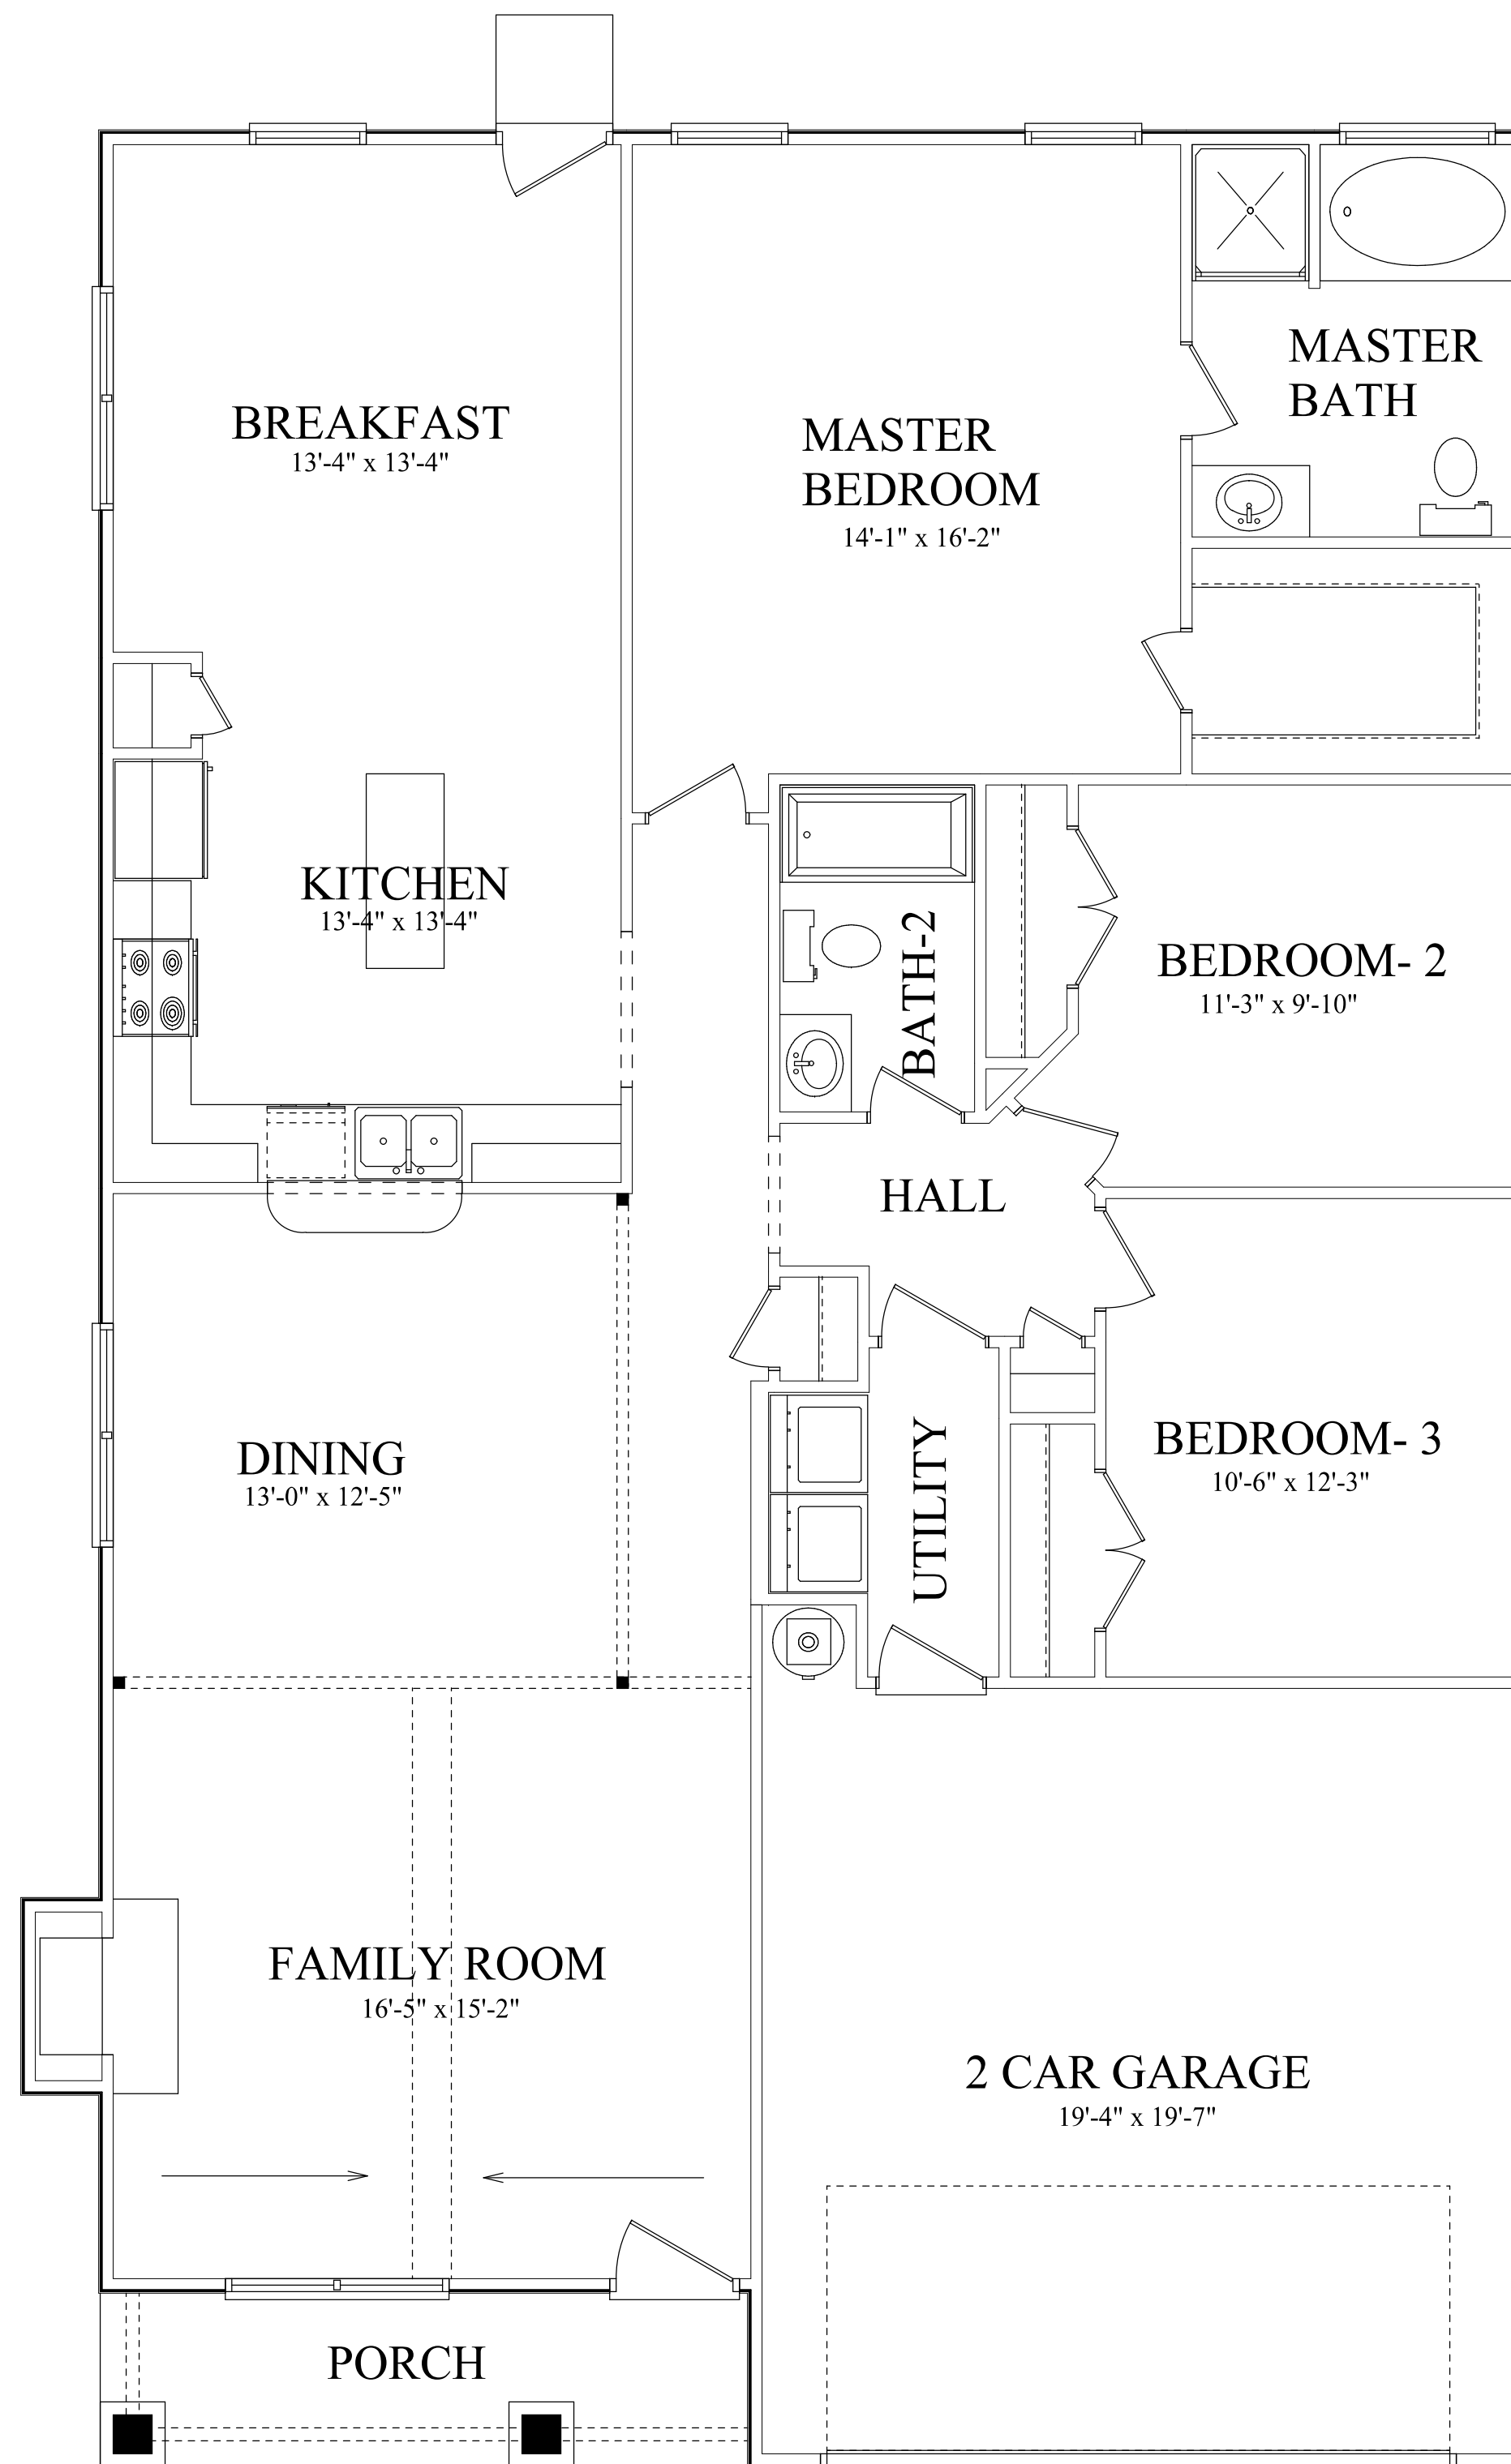 MASTER
BATH
BREAKFAST
13'-4" x 13'-4"
MASTER
BEDROOM
14'-1" x 16'-2"
KITCHEN
13'-4" x 13'-4"
BATH-2
BEDROOM- 2
11'-3" x 9'-10"
HALL
DINING
13'-0" x 12'-5"
UTILITY
BEDROOM- 3
10'-6" x 12'-3"
FAMILY ROOM
16'-5" x 15'-2"
2 CAR GARAGE
19'-4" x 19'-7"
PORCH